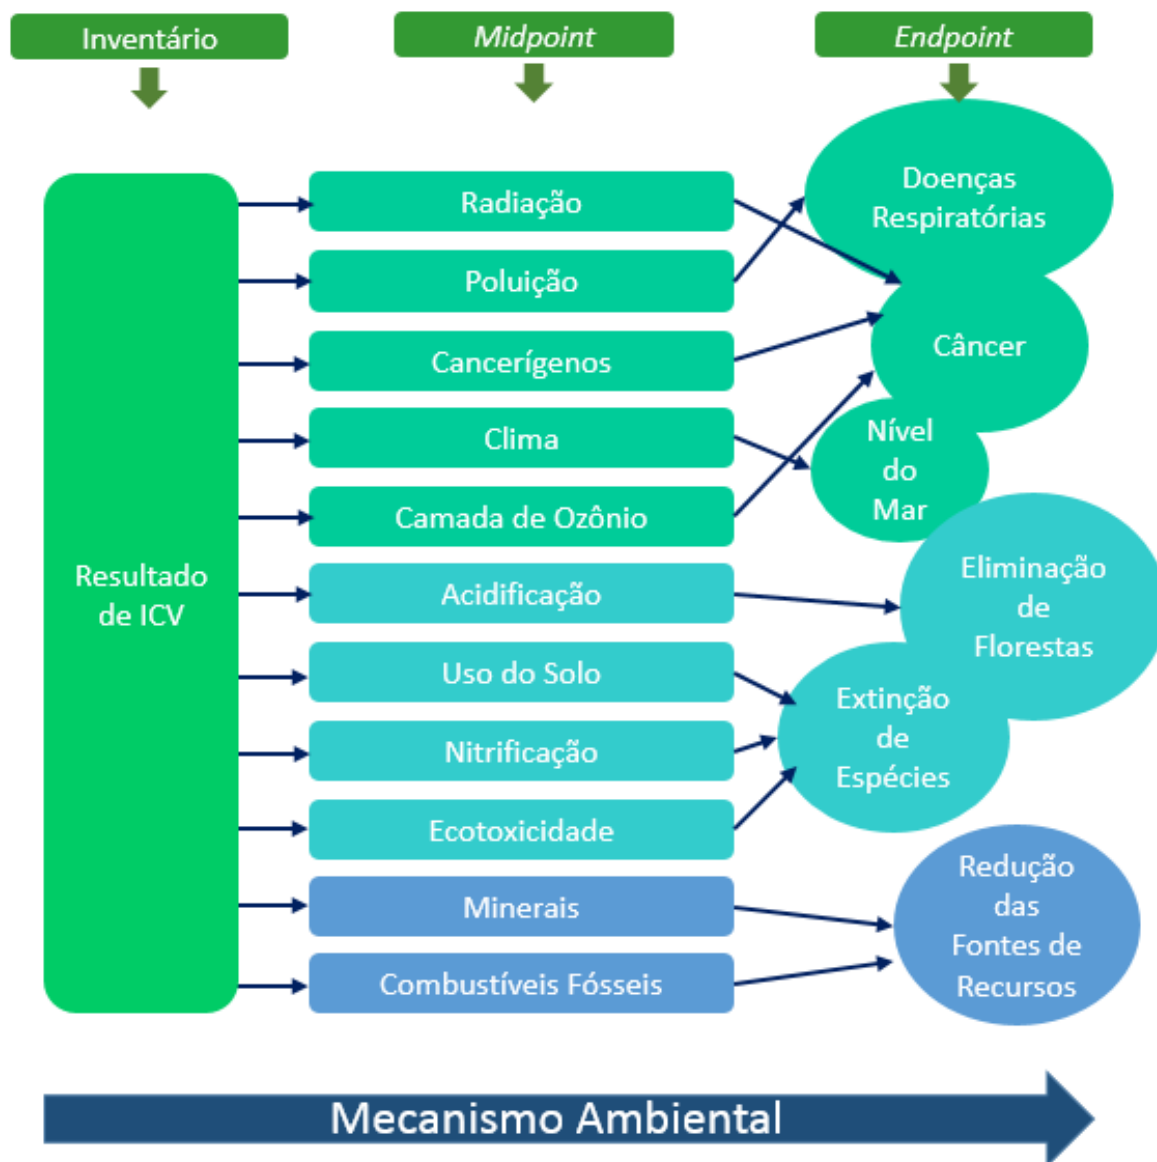 Inventário
Midpoint
Endpoint
Resultado
de ICV
Radiação
Poluição
Cancerígenos
Clima
Camada de Ozônio
Acidificação
Uso do Solo
Nitrificação
Ecotoxicidade
Minerais
Combustíveis Fósseis
Doenças
Respiratórias
Câncer
Nível
do
Mar
Eliminação
de
Florestas
Extinção
de
Espécies
Redução
das
Fontes de
Recursos
Mecanismo Ambiental